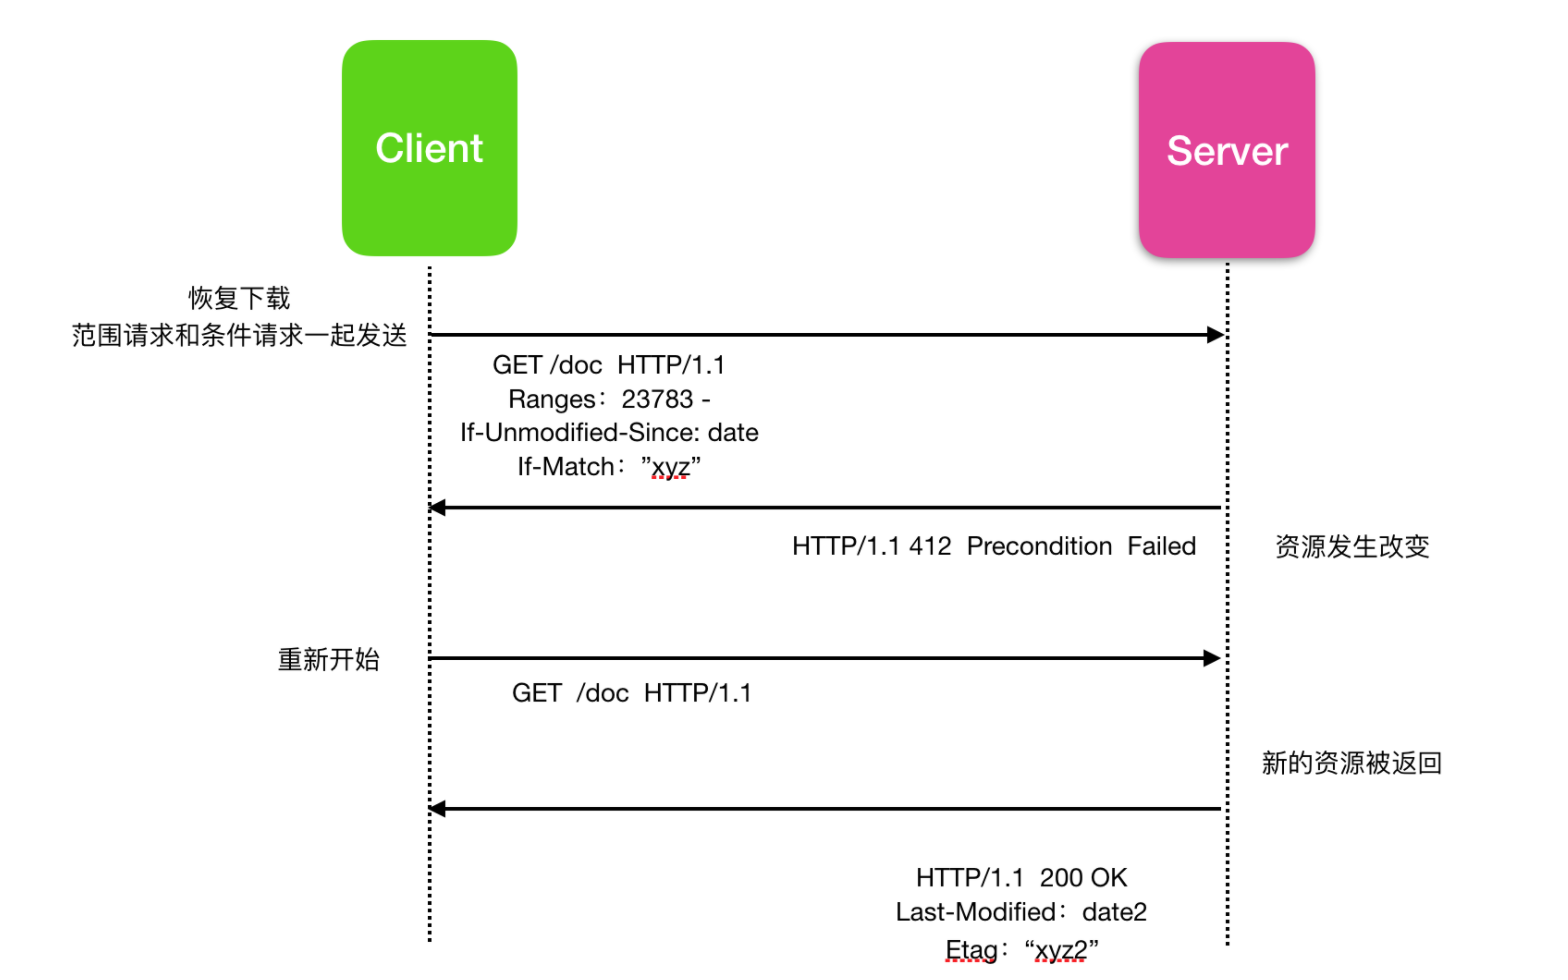 Client
Server
恢复下载
范围请求和条件请求一起发送
GET /doc HTTP/1.1
Ranges：23783 -
If-Unmodified-Since: date
If-Match：”xyz”
HTTP/1.1 412 Precondition Failed
资源发生改变
重新开始
GET /doc HTTP/1.1
新的资源被返回
HTTP/1.1 200 OK
Last-Modified：date2
Etag：“xyz2”